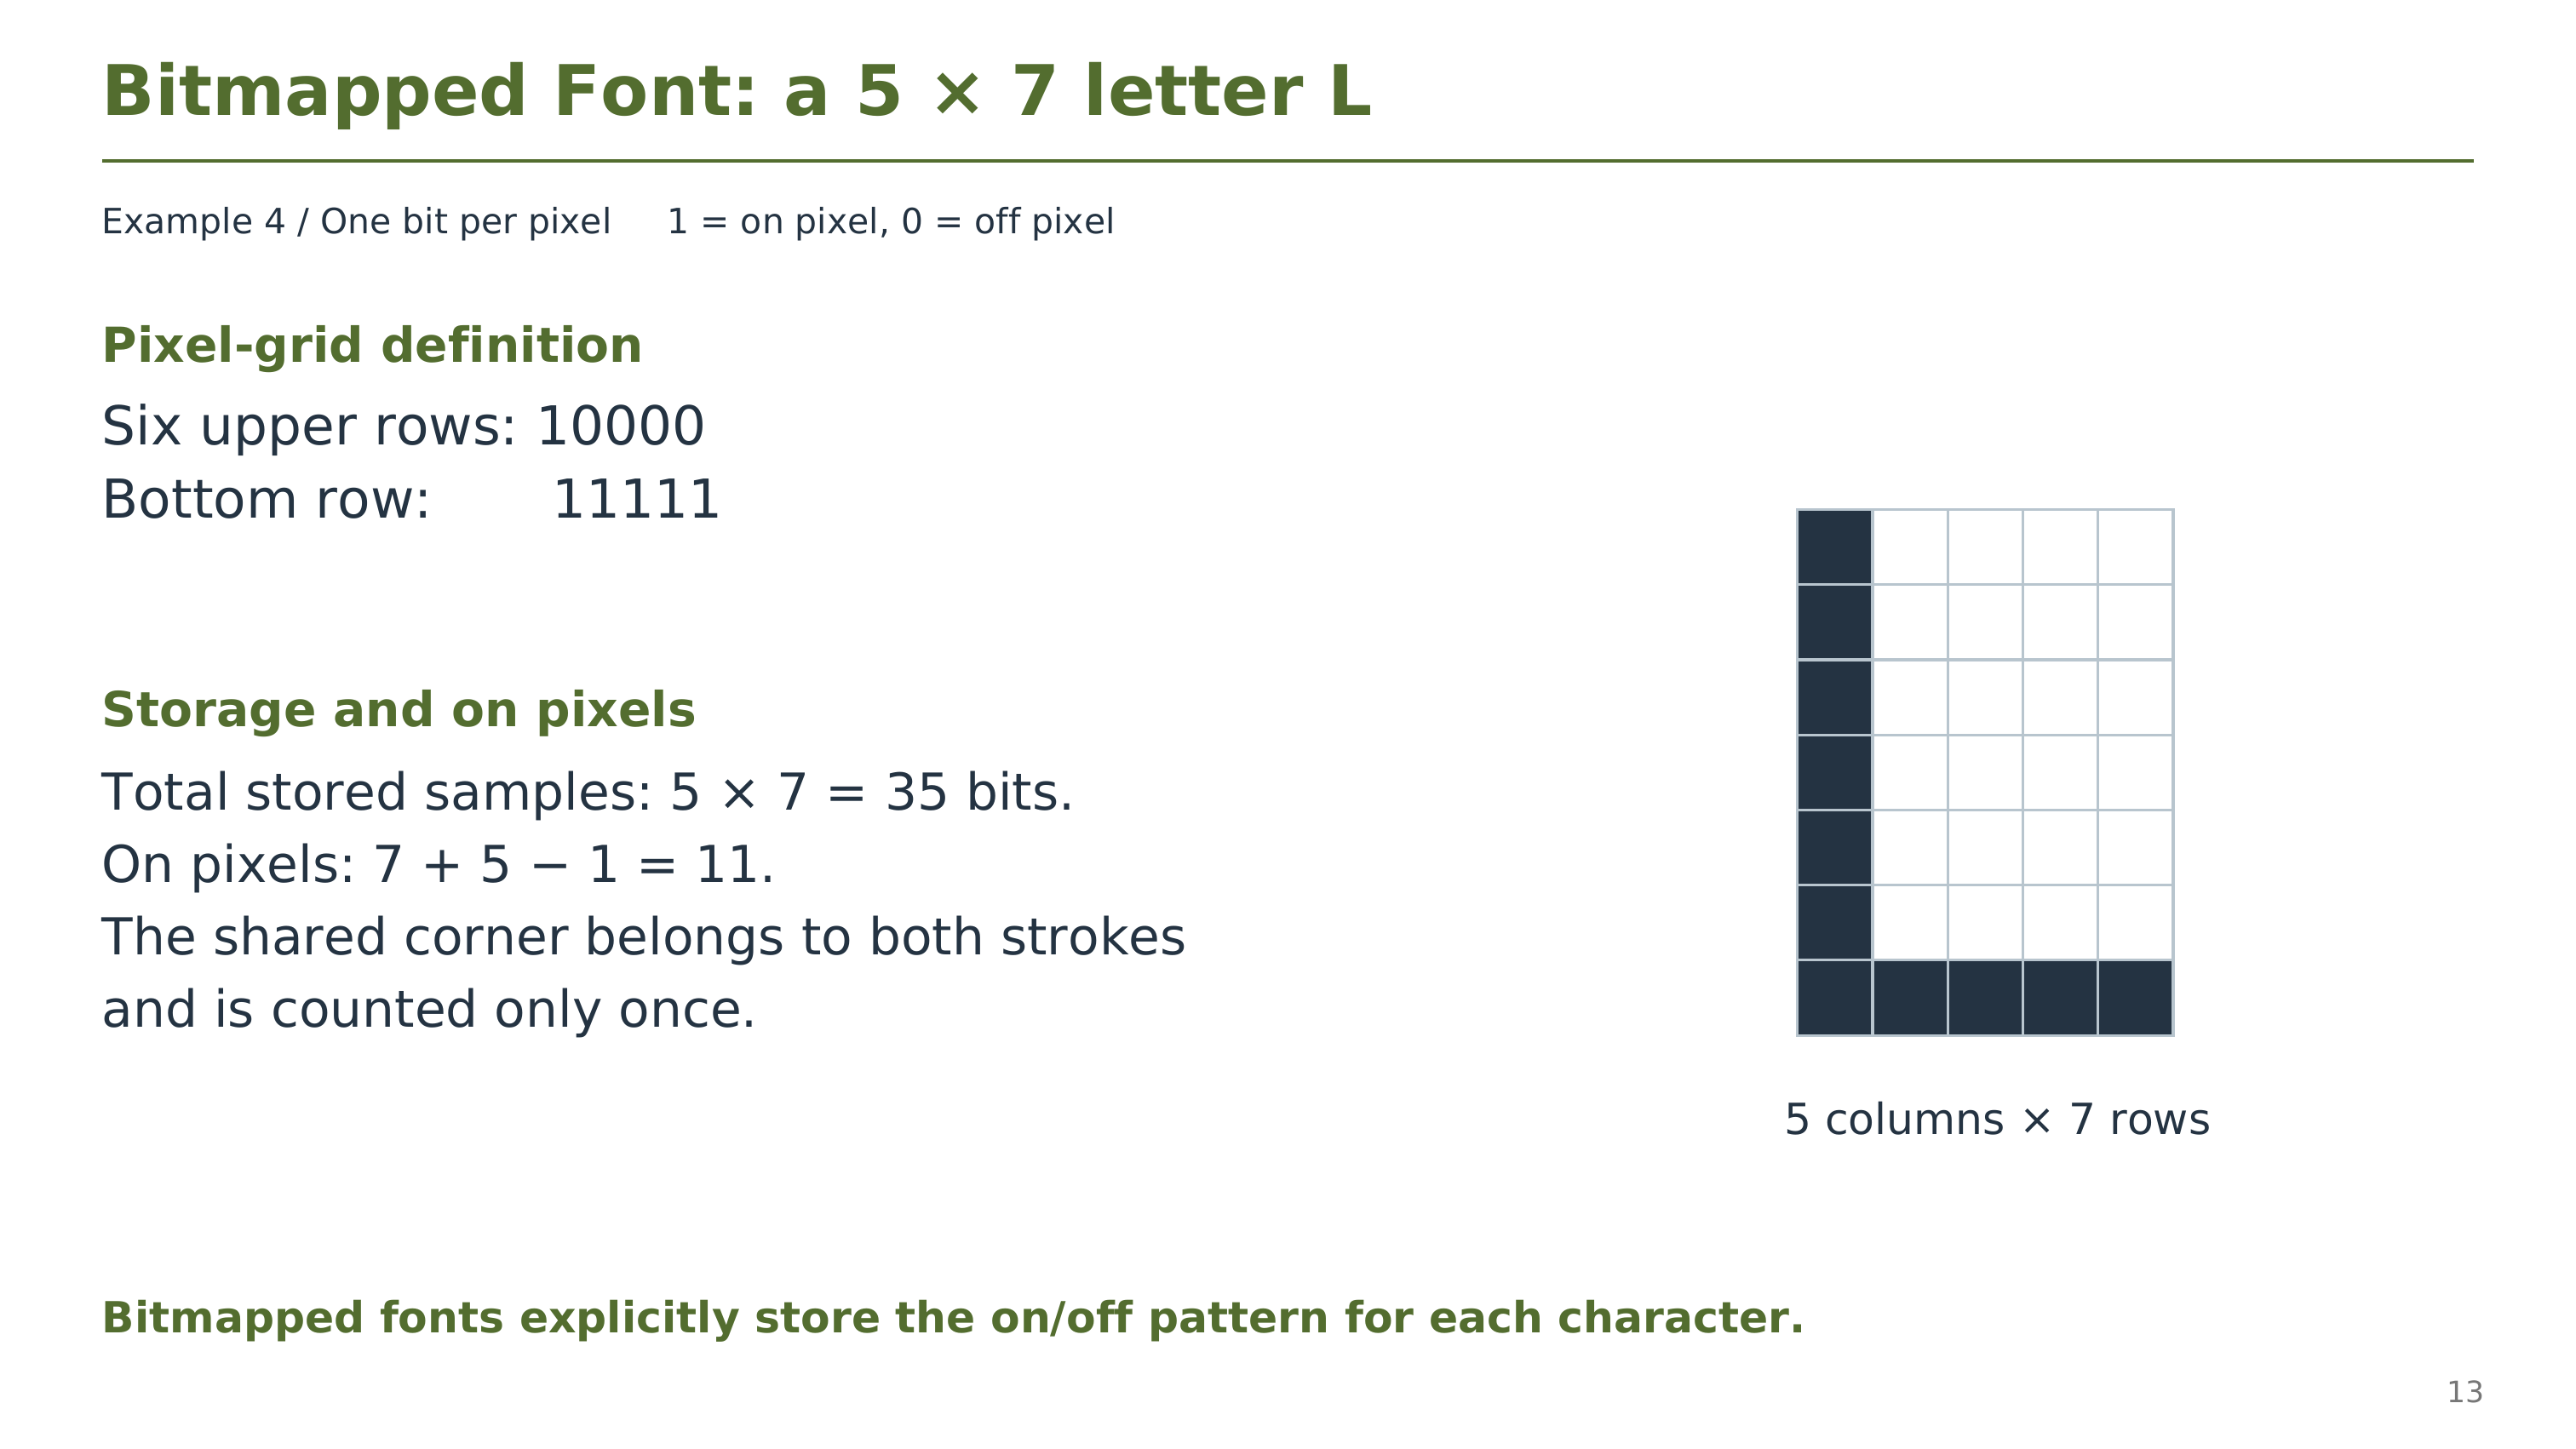 Bitmapped Font: a 5 × 7 letter L
Example 4 / One bit per pixel     1 = on pixel, 0 = off pixel
Pixel-grid definition
Six upper rows: 10000
Bottom row:       11111
Storage and on pixels
Total stored samples: 5 × 7 = 35 bits.
On pixels: 7 + 5 − 1 = 11.
The shared corner belongs to both strokes
and is counted only once.
5 columns × 7 rows
Bitmapped fonts explicitly store the on/off pattern for each character.
13